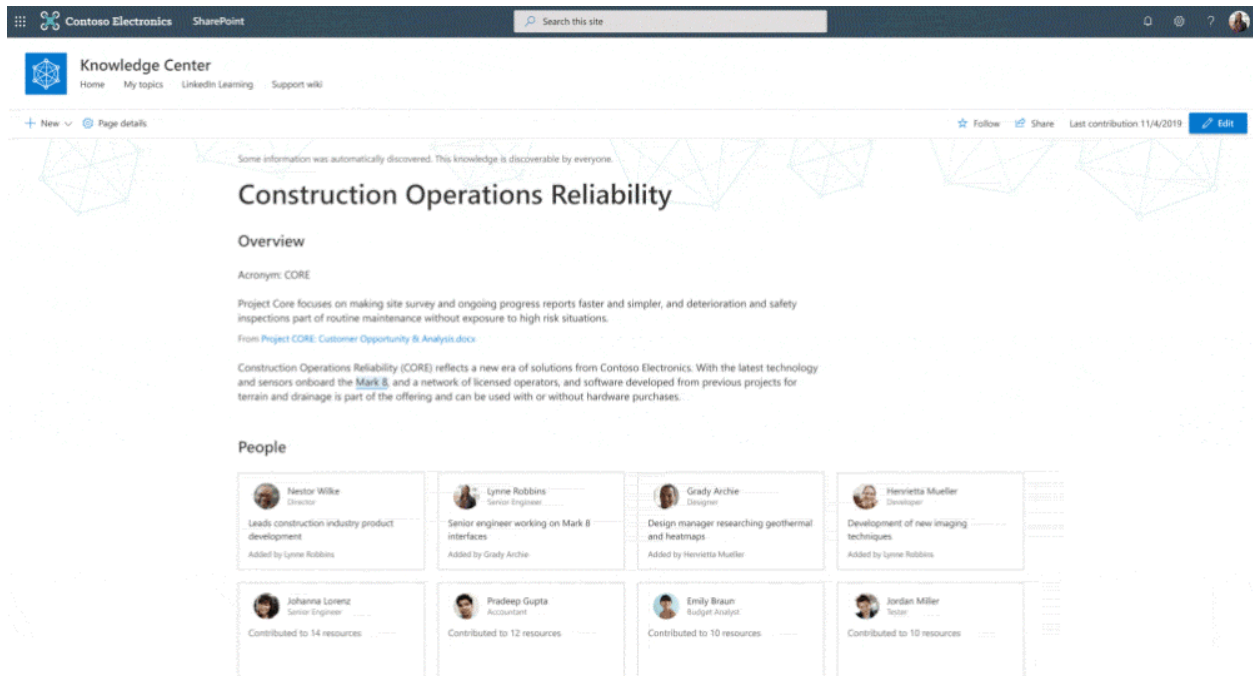 Contoso Electronics SharePoint Search this site ?
Knowledge Center
Home My topics LinkedIn Learning Support wiki
New Page details Follow Share Last contribution 11/4/2019 Edit
Some information was automatically discovered. This knowledge is discoverable by everyone.
Construction Operations Reliability
Overview
Acronym: CORE
Project Core focuses on making site survey and ongoing progress reports faster and simpler, and deterioration and safety
inspections part of routine maintenance without exposure to high risk situations.
From Project CORE: Customer Opportunity & Analysis.docx
Construction Operations Reliability (CORE) reflects a new era of solutions from Contoso Electronics. With the latest technology
and sensors onboard the Mark 8, and a network of licensed operators, and software developed from previous projects for
terrain and drainage is part of the offering and can be used with or without hardware purchases.
People
Nestor Wilke
Director
Leads construction industry product
development
Added by Lynne Robbins
Lynne Robbins
Senior Engineer
Senior engineer working on Mark 8
interfaces
Added by Grady Archie
Grady Archie
Designer
Design manager researching geothermal
and heatmaps
Added by Henrietta Mueller
Henrietta Mueller
Developer
Development of new imaging
techniques
Added by Lynne Robbins
Johanna Lorenz
Senior Engineer
Contributed to 14 resources
Pradeep Gupta
Accountant
Contributed to 12 resources
Emily Braun
Budget Analyst
Contributed to 10 resources
Jordan Miller
Tester
Contributed to 10 resources